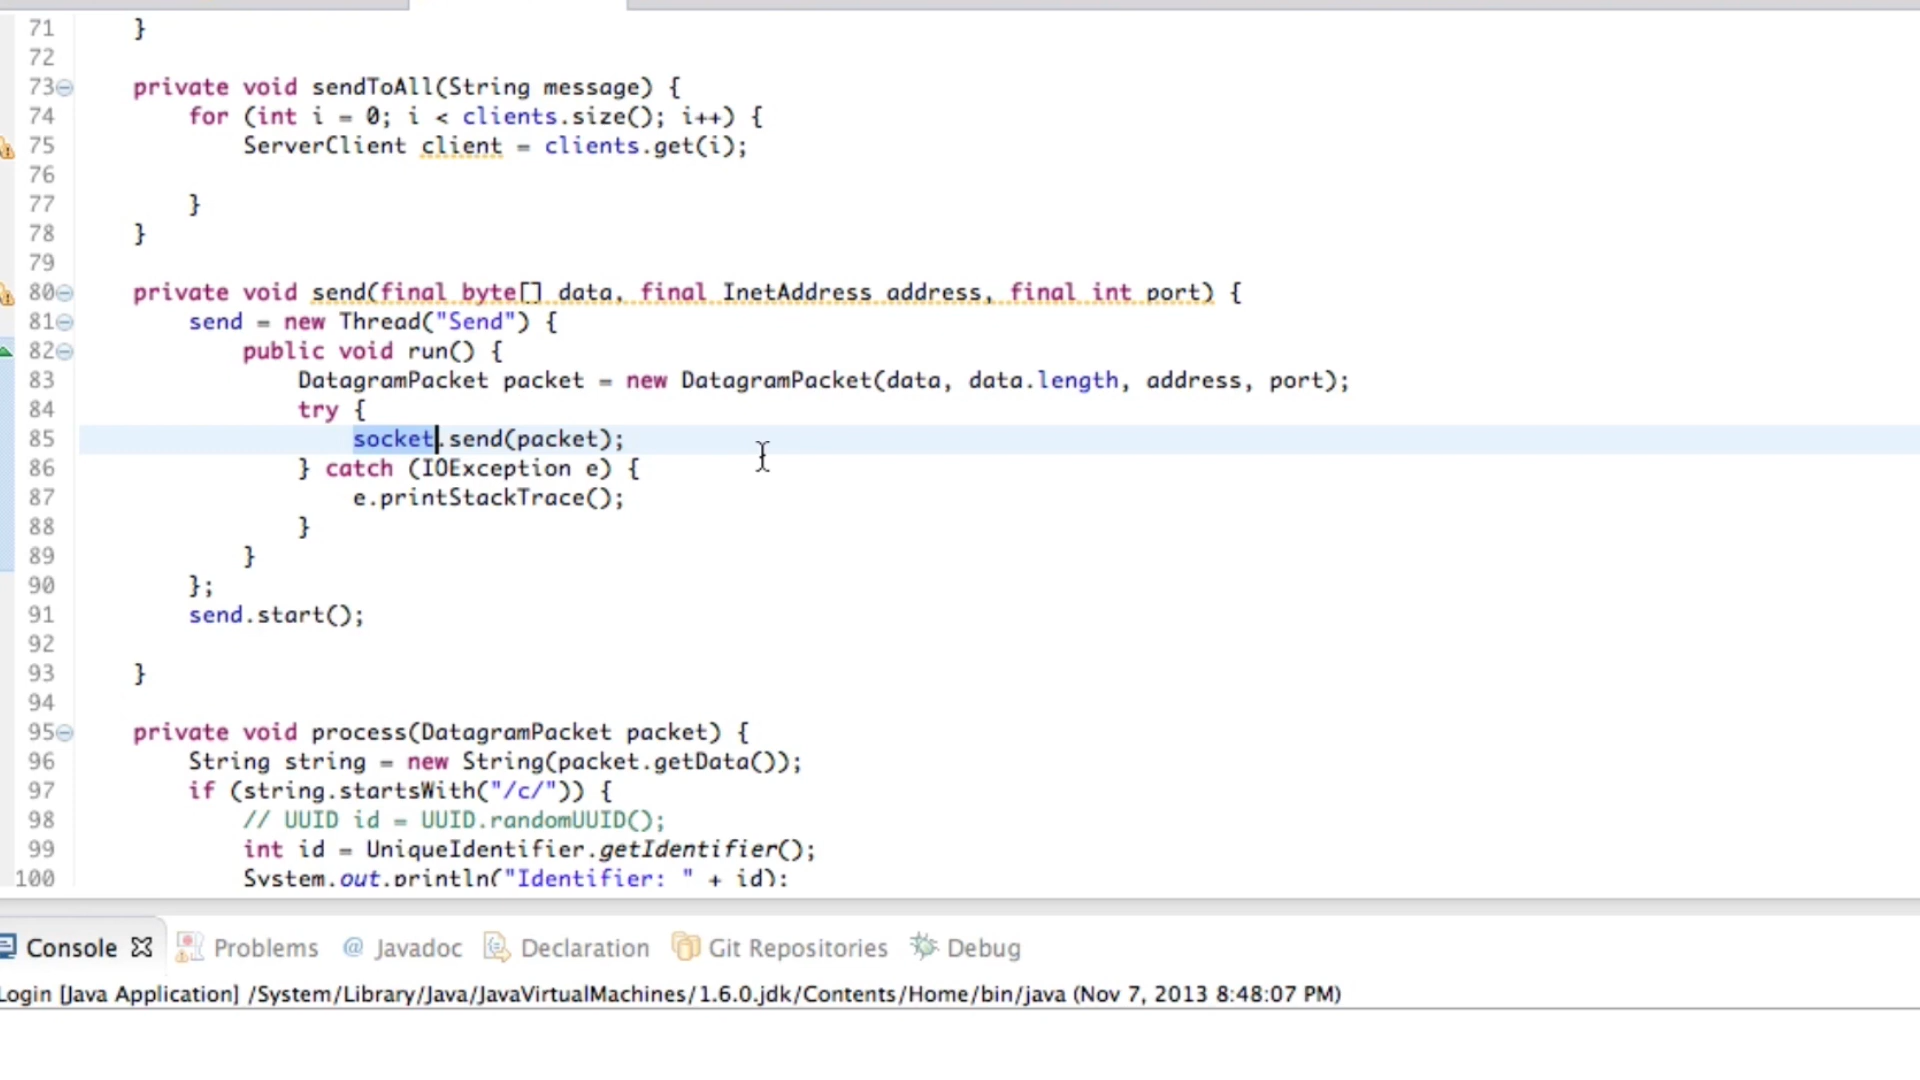 71 }
72
73 private void sendToAll(String message) {
74 for (int i = 0; i < clients.size(); i++) {
75 ServerClient client = clients.get(i);
76
77 }
78 }
79
80 private void send(final byte[] data, final InetAddress address, final int port) {
81 send = new Thread("Send") {
82 public void run() {
83 DatagramPacket packet = new DatagramPacket(data, data.length, address, port);
84 try {
85 socket.send(packet);
86 } catch (IOException e) {
87 e.printStackTrace();
88 }
89 }
90 };
91 send.start();
92
93 }
94
95 private void process(DatagramPacket packet) {
96 String string = new String(packet.getData());
97 if (string.startsWith("/c/")) {
98 // UUID id = UUID.randomUUID();
99 int id = UniqueIdentifier.getIdentifier();
100 System.out.println("Identifier: " + id);
Console Problems @ Javadoc Declaration Git Repositories Debug
Login [Java Application] /System/Library/Java/JavaVirtualMachines/1.6.0.jdk/Contents/Home/bin/java (Nov 7, 2013 8:48:07 PM)